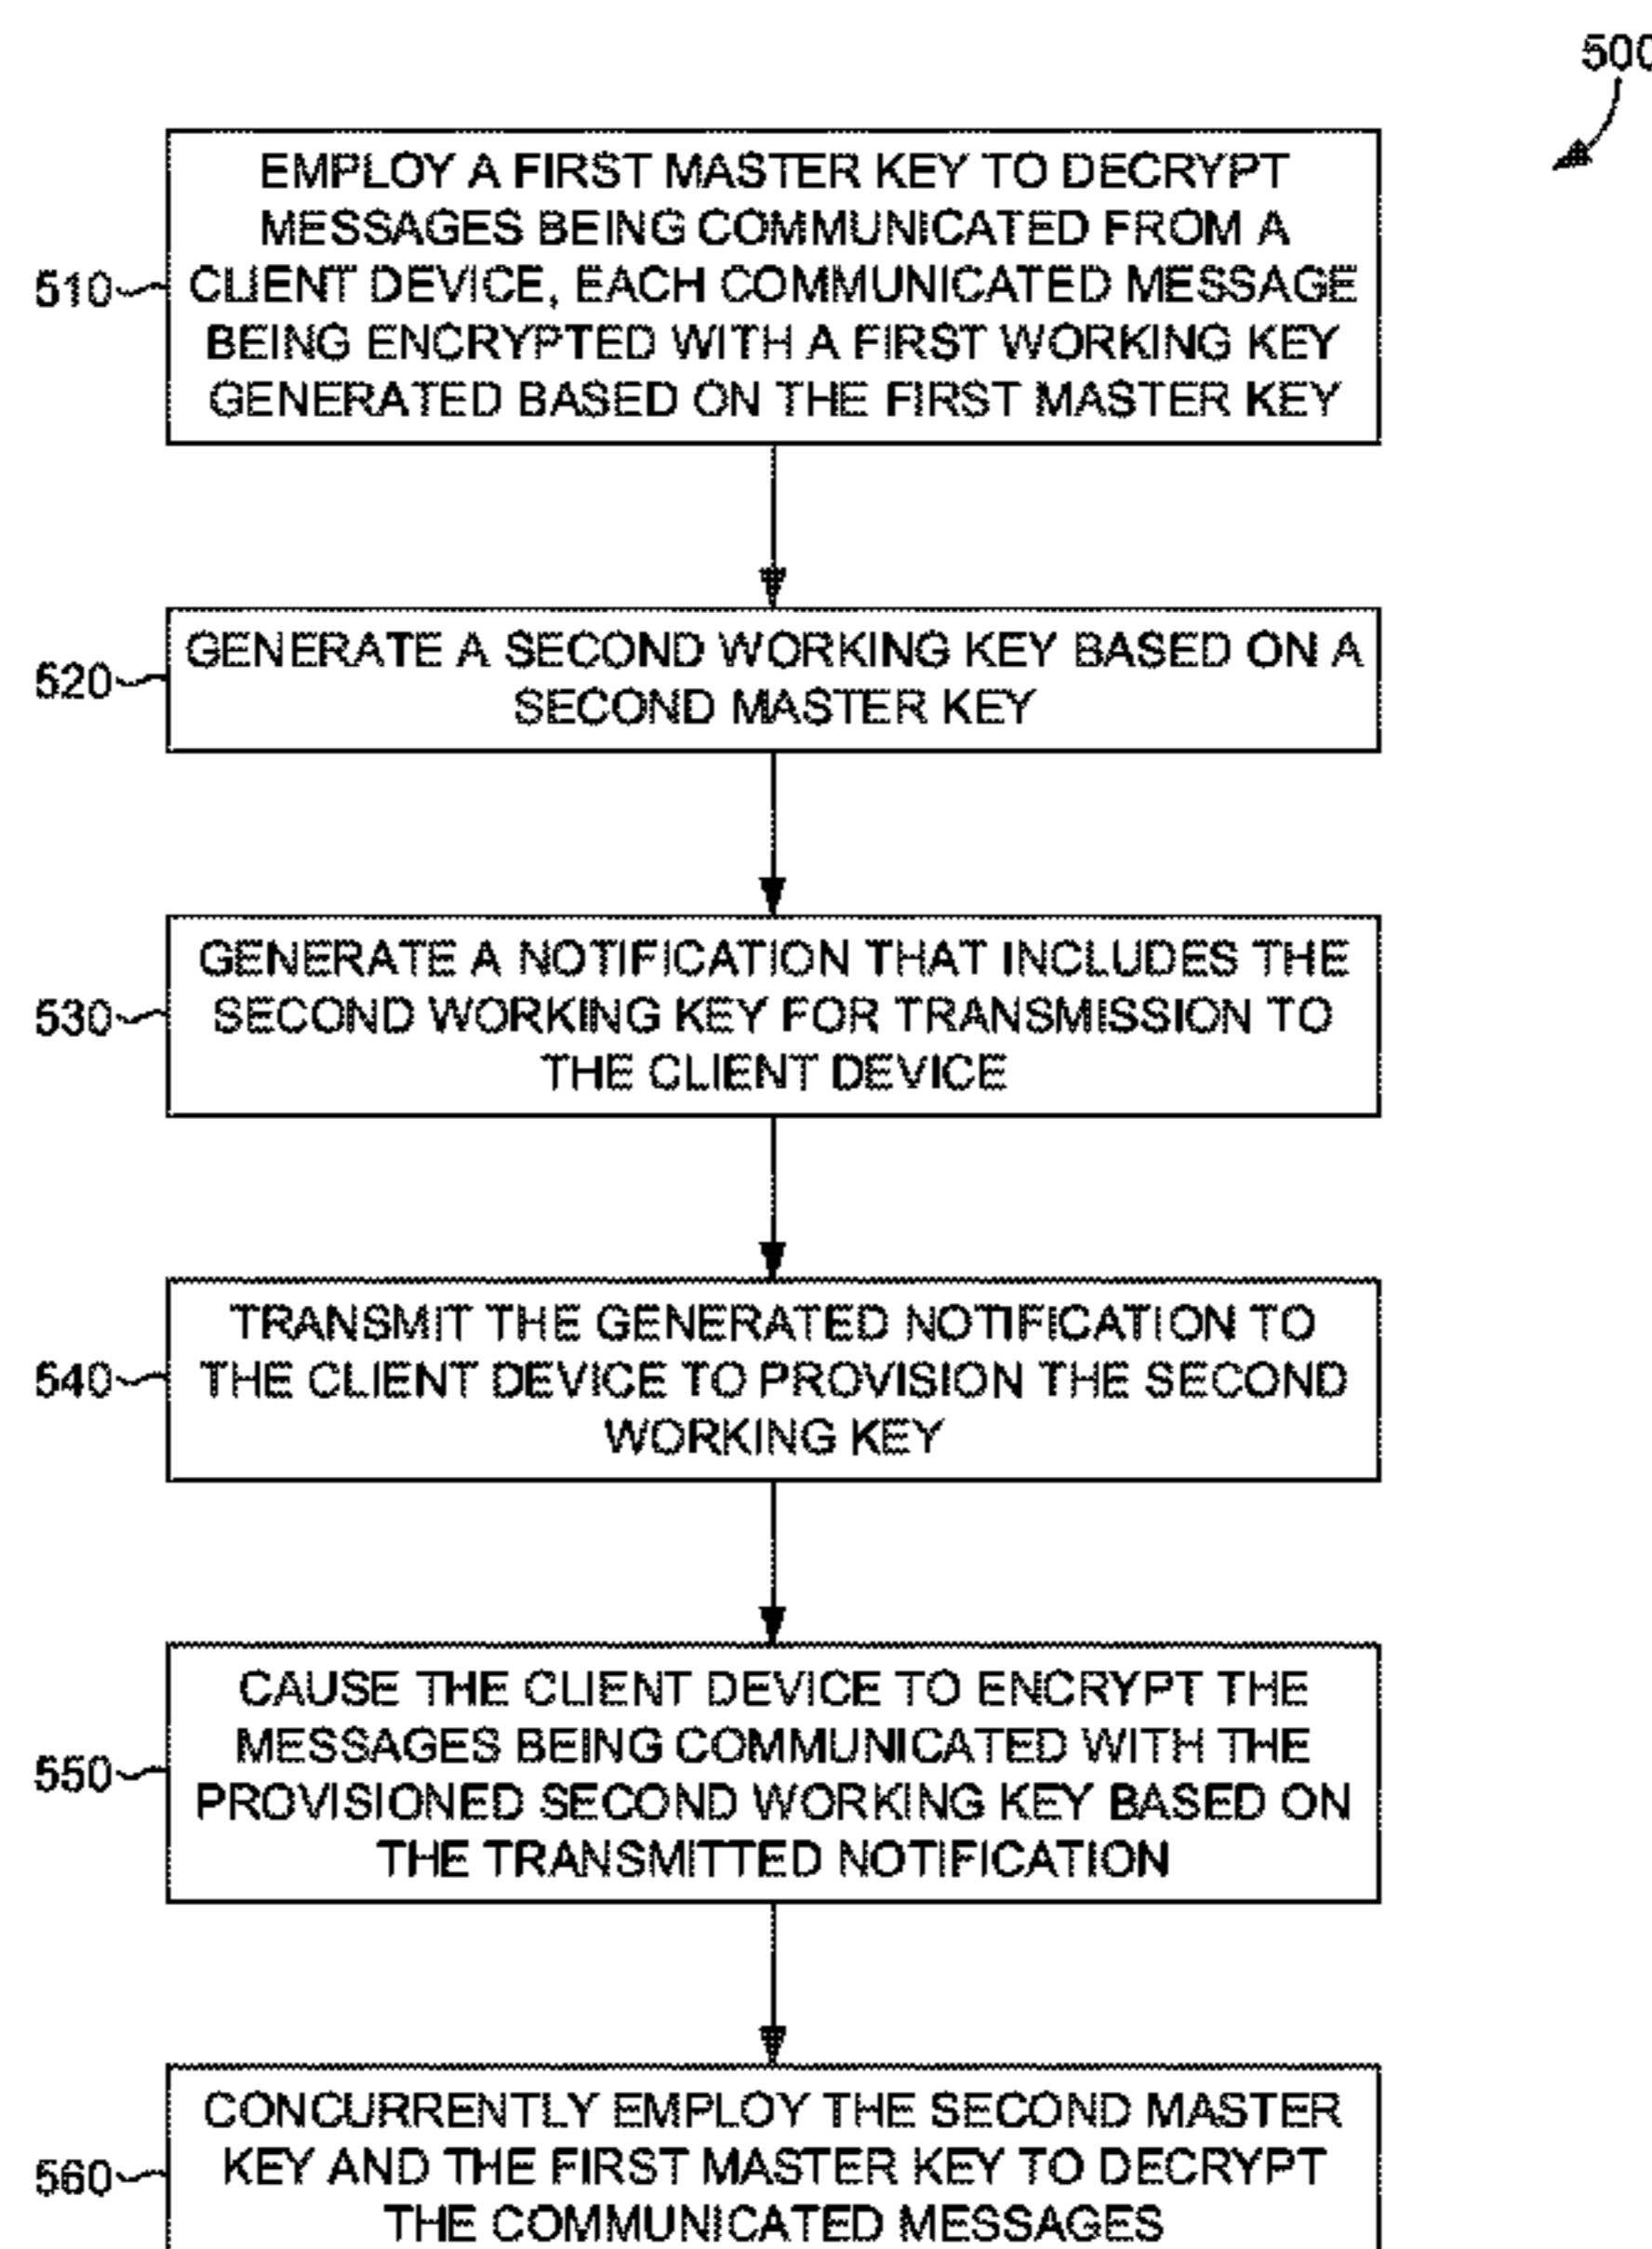 500
EMPLOY A FIRST MASTER KEY TO DECRYPT
MESSAGES BEING COMMUNICATED FROM A
510
CLIENT DEVICE, EACH COMMUNICATED MESSAGE
BEING ENCRYPTED WITH A FIRST WORKING KEY
GENERATED BASED ON THE FIRST MASTER KEY
520
GENERATE A SECOND WORKING KEY BASED ON A
SECOND MASTER KEY
GENERATE A NOTIFICATION THAT INCLUDES THE
530
SECOND WORKING KEY FOR TRANSMISSION TO
THE CLIENT DEVICE
TRANSMIT THE GENERATED NOTIFICATION TO
540
THE CLIENT DEVICE TO PROVISION THE SECOND
WORKING KEY
CAUSE THE CLIENT DEVICE TO ENCRYPT THE
MESSAGES BEING COMMUNICATED WITH THE
550
PROVISIONED SECOND WORKING KEY BASED ON
THE TRANSMITTED NOTIFICATION
CONCURRENTLY EMPLOY THE SECOND MASTER
560
KEY AND THE FIRST MASTER KEY TO DECRYPT
THE COMMUNICATED MESSAGES